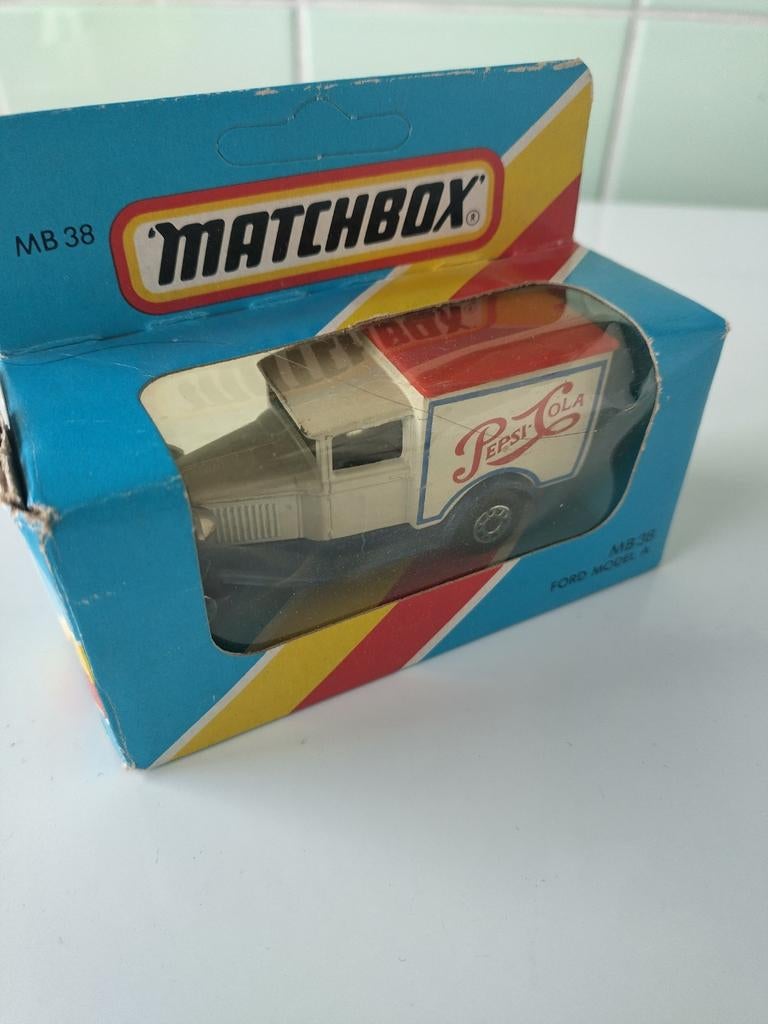 MB 38
'MATCHBOX'®
PEPSI-COLA
MB 38
FORD MODEL A